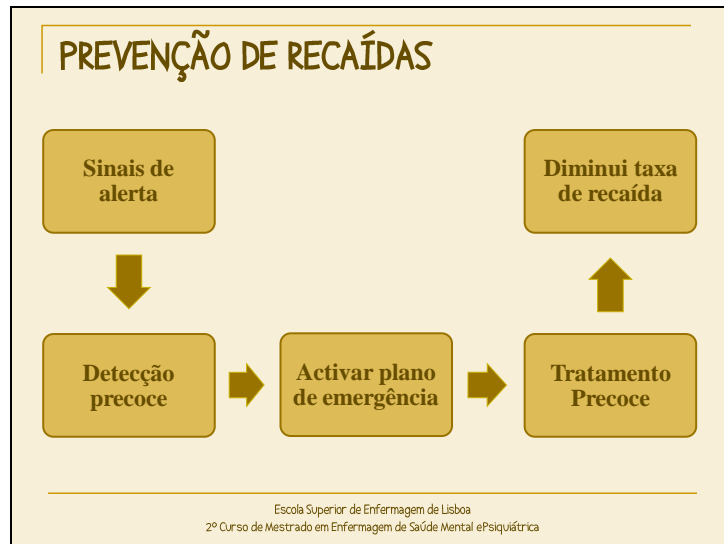 PREVENÇÃO DE RECAÍDAS
Sinais de
alerta
Detecção
precoce
Activar plano
de emergência
Tratamento
Precoce
Diminui taxa
de recaída
Escola Superior de Enfermagem de Lisboa
2º Curso de Mestrado em Enfermagem de Saúde Mental ePsiquiátrica